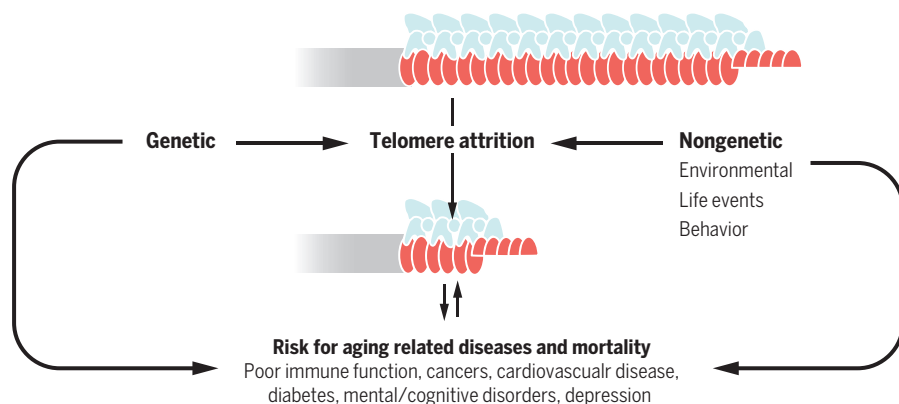 Genetic
Telomere attrition
Nongenetic
Environmental
Life events
Behavior
Risk for aging related diseases and mortality
Poor immune function, cancers, cardiovascualr disease,
diabetes, mental/cognitive disorders, depression